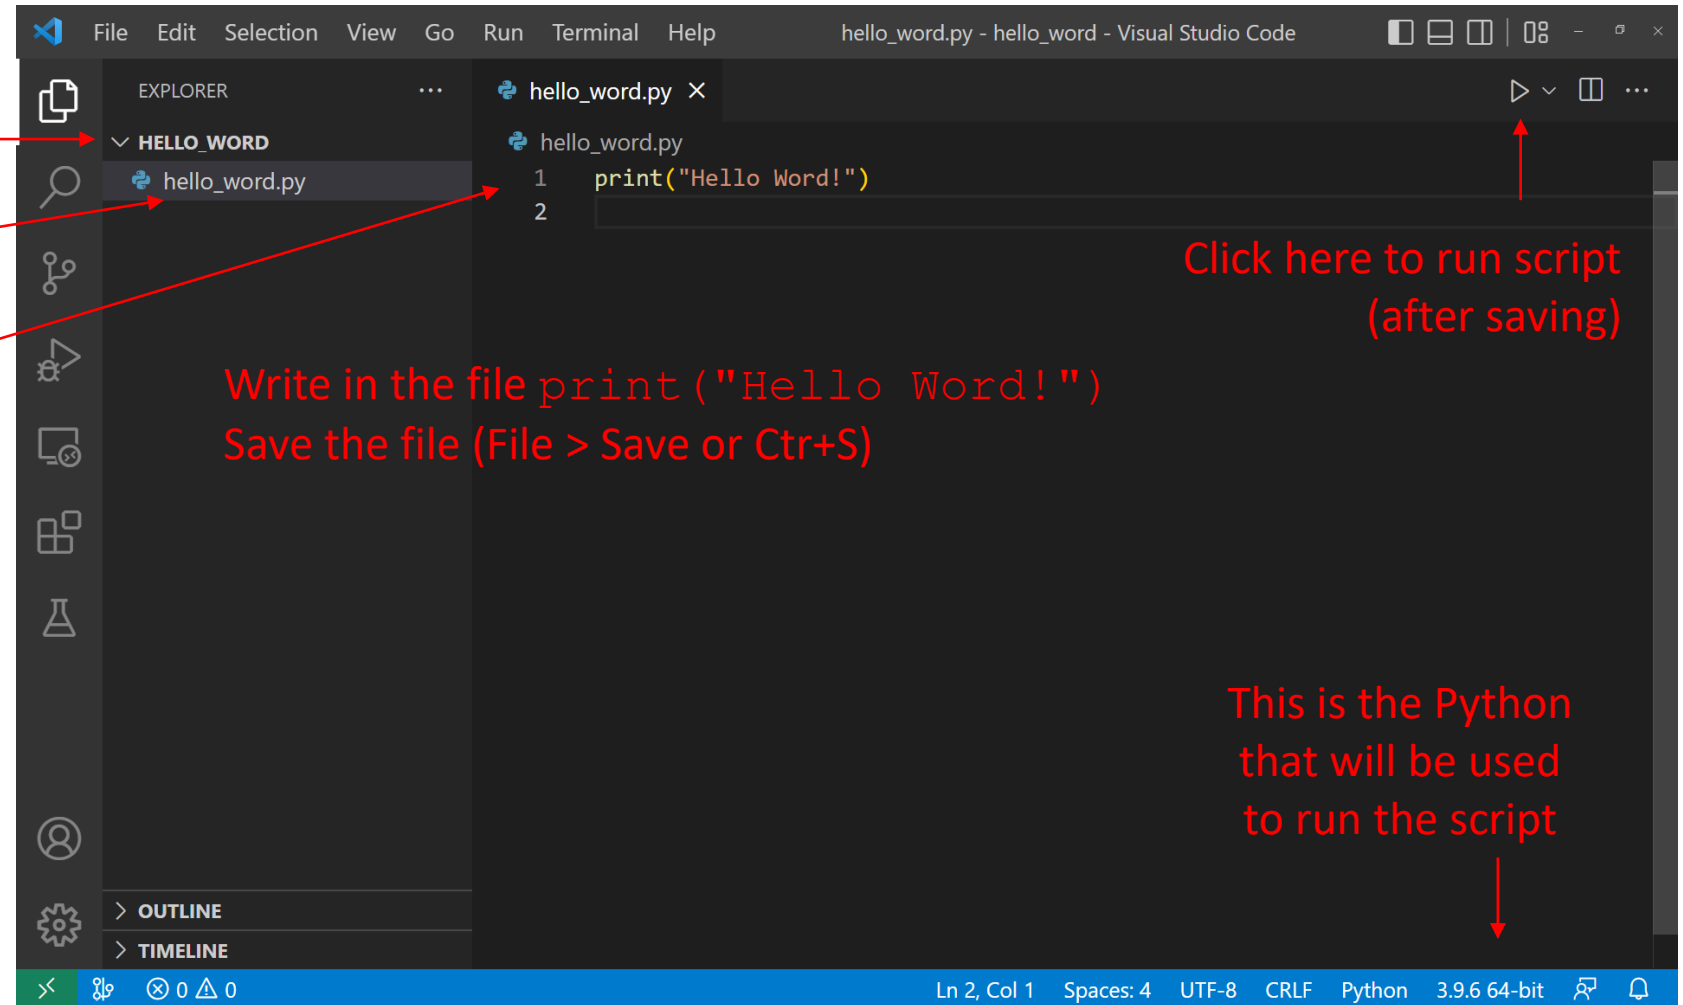 File Edit Selection View Go Run Terminal Help hello_word.py - hello_word - Visual Studio Code
EXPLORER
hello_word.py
HELLO_WORD
hello_word.py
hello_word.py
1 print("Hello Word!")
2
Click here to run script
(after saving)
Write in the file print("Hello Word!")
Save the file (File > Save or Ctr+S)
This is the Python
that will be used
to run the script
OUTLINE
TIMELINE
0 0 Ln 2, Col 1 Spaces: 4 UTF-8 CRLF Python 3.9.6 64-bit